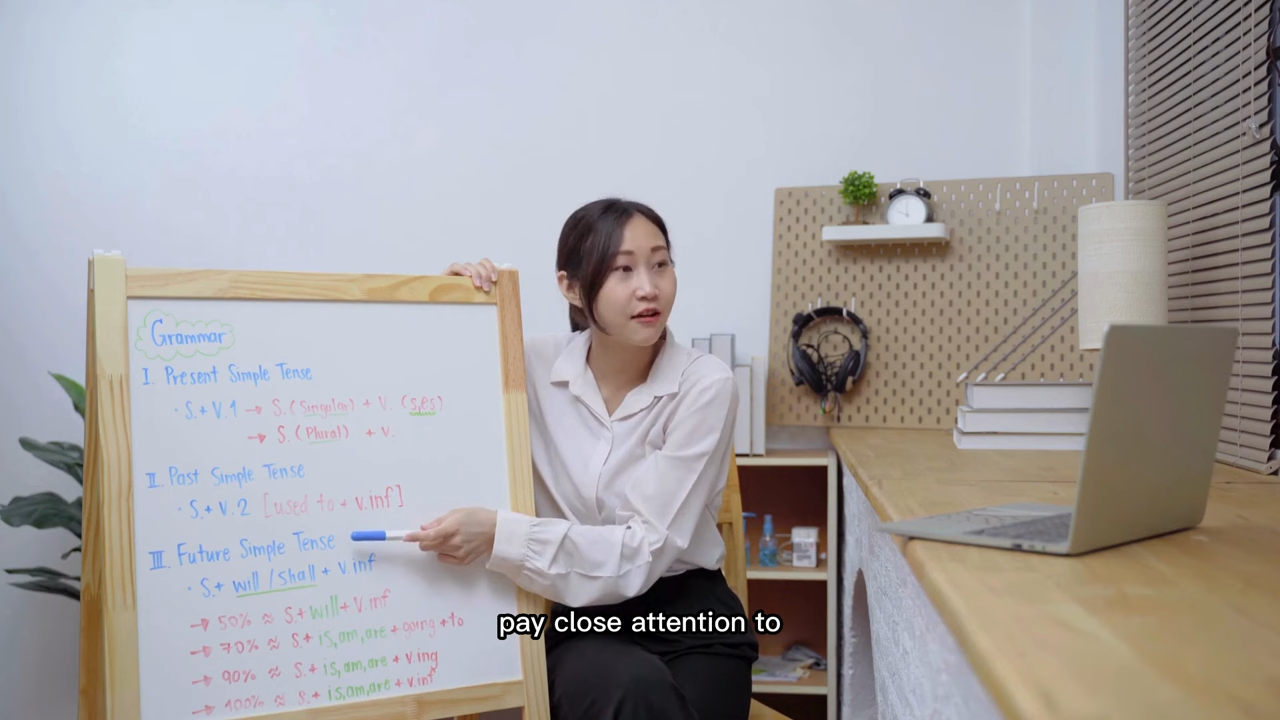 Grammar
I. Present Simple Tense
· S.+ V.1 → S.(Singular) + V. (s,es)
→ S.(Plural) + V.
II. Past Simple Tense
· S.+ V.2 [used to + v.inf]
III. Future Simple Tense
· S.+ will / shall + v.inf
→ 50% ≈ S.+ will + v.inf
→ 70% ≈ S.+ is,am,are + going + to
→ 90% ≈ S.+ is,am,are + v.ing
→ 100% ≈ S.+ is,am,are + v.inf
pay close attention to